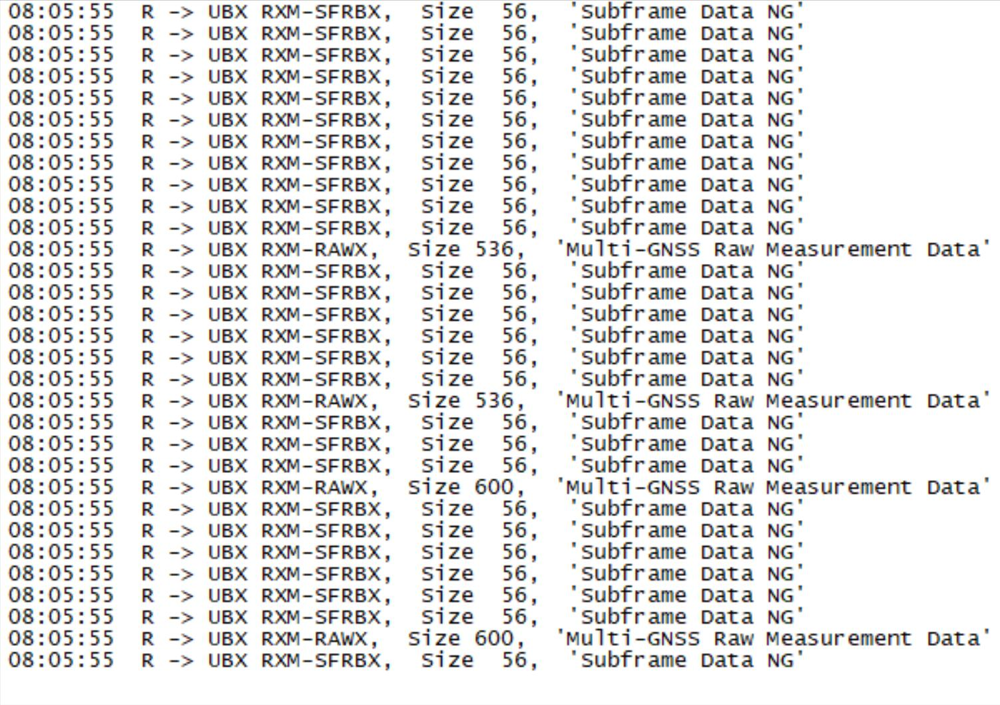 08:05:55  R -> UBX RXM-SFRBX,  Size  56,  'Subframe Data NG'
08:05:55  R -> UBX RXM-SFRBX,  Size  56,  'Subframe Data NG'
08:05:55  R -> UBX RXM-SFRBX,  Size  56,  'Subframe Data NG'
08:05:55  R -> UBX RXM-SFRBX,  Size  56,  'Subframe Data NG'
08:05:55  R -> UBX RXM-SFRBX,  Size  56,  'Subframe Data NG'
08:05:55  R -> UBX RXM-SFRBX,  Size  56,  'Subframe Data NG'
08:05:55  R -> UBX RXM-SFRBX,  Size  56,  'Subframe Data NG'
08:05:55  R -> UBX RXM-SFRBX,  Size  56,  'Subframe Data NG'
08:05:55  R -> UBX RXM-SFRBX,  Size  56,  'Subframe Data NG'
08:05:55  R -> UBX RXM-SFRBX,  Size  56,  'Subframe Data NG'
08:05:55  R -> UBX RXM-SFRBX,  Size  56,  'Subframe Data NG'
08:05:55  R -> UBX RXM-RAWX,  Size 536,  'Multi-GNSS Raw Measurement Data'
08:05:55  R -> UBX RXM-SFRBX,  Size  56,  'Subframe Data NG'
08:05:55  R -> UBX RXM-SFRBX,  Size  56,  'Subframe Data NG'
08:05:55  R -> UBX RXM-SFRBX,  Size  56,  'Subframe Data NG'
08:05:55  R -> UBX RXM-SFRBX,  Size  56,  'Subframe Data NG'
08:05:55  R -> UBX RXM-SFRBX,  Size  56,  'Subframe Data NG'
08:05:55  R -> UBX RXM-SFRBX,  Size  56,  'Subframe Data NG'
08:05:55  R -> UBX RXM-RAWX,  Size 536,  'Multi-GNSS Raw Measurement Data'
08:05:55  R -> UBX RXM-SFRBX,  Size  56,  'Subframe Data NG'
08:05:55  R -> UBX RXM-SFRBX,  Size  56,  'Subframe Data NG'
08:05:55  R -> UBX RXM-SFRBX,  Size  56,  'Subframe Data NG'
08:05:55  R -> UBX RXM-RAWX,  Size 600,  'Multi-GNSS Raw Measurement Data'
08:05:55  R -> UBX RXM-SFRBX,  Size  56,  'Subframe Data NG'
08:05:55  R -> UBX RXM-SFRBX,  Size  56,  'Subframe Data NG'
08:05:55  R -> UBX RXM-SFRBX,  Size  56,  'Subframe Data NG'
08:05:55  R -> UBX RXM-SFRBX,  Size  56,  'Subframe Data NG'
08:05:55  R -> UBX RXM-SFRBX,  Size  56,  'Subframe Data NG'
08:05:55  R -> UBX RXM-SFRBX,  Size  56,  'Subframe Data NG'
08:05:55  R -> UBX RXM-RAWX,  Size 600,  'Multi-GNSS Raw Measurement Data'
08:05:55  R -> UBX RXM-SFRBX,  Size  56,  'Subframe Data NG'